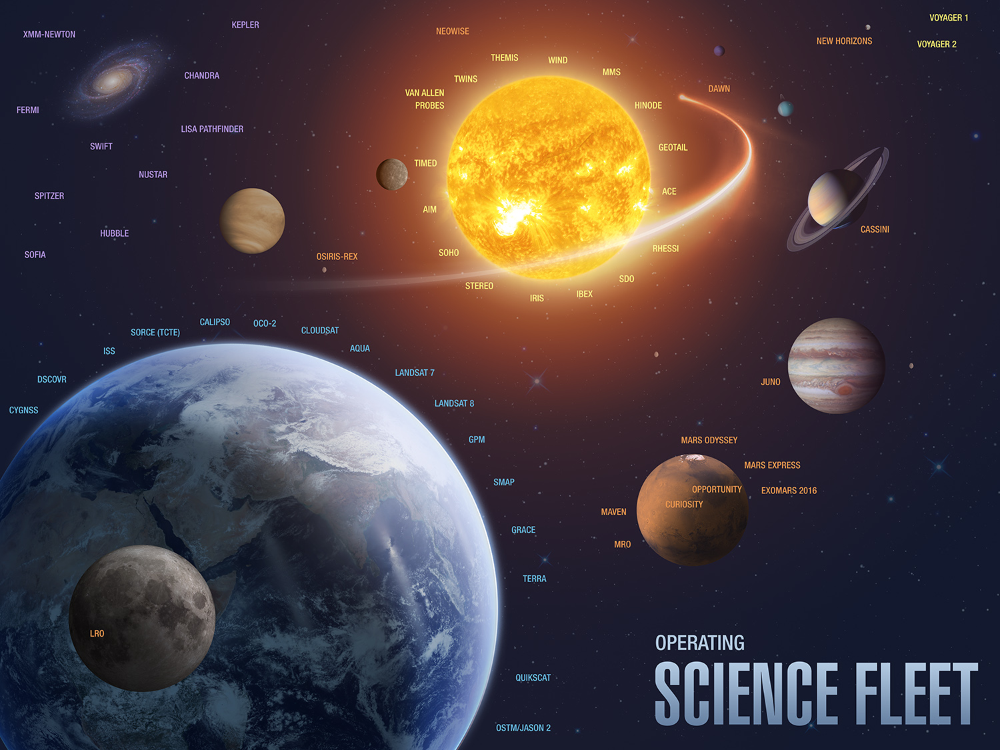 XMM-NEWTON
KEPLER
CHANDRA
FERMI
LISA PATHFINDER
SWIFT
NUSTAR
SPITZER
HUBBLE
SOFIA
NEOWISE
THEMIS
WIND
MMS
TWINS
VAN ALLEN
PROBES
HINODE
TIMED
GEOTAIL
AIM
ACE
SOHO
RHESSI
STEREO
SDO
IRIS
IBEX
OSIRIS-REX
DAWN
NEW HORIZONS
VOYAGER 1
VOYAGER 2
CASSINI
JUNO
MARS ODYSSEY
MARS EXPRESS
OPPORTUNITY
EXOMARS 2016
CURIOSITY
MAVEN
MRO
CALIPSO
OCO-2
SORCE (TCTE)
CLOUDSAT
ISS
AQUA
DSCOVR
LANDSAT 7
CYGNSS
LANDSAT 8
GPM
SMAP
GRACE
TERRA
LRO
QUIKSCAT
OSTM/JASON 2
OPERATING
SCIENCE FLEET